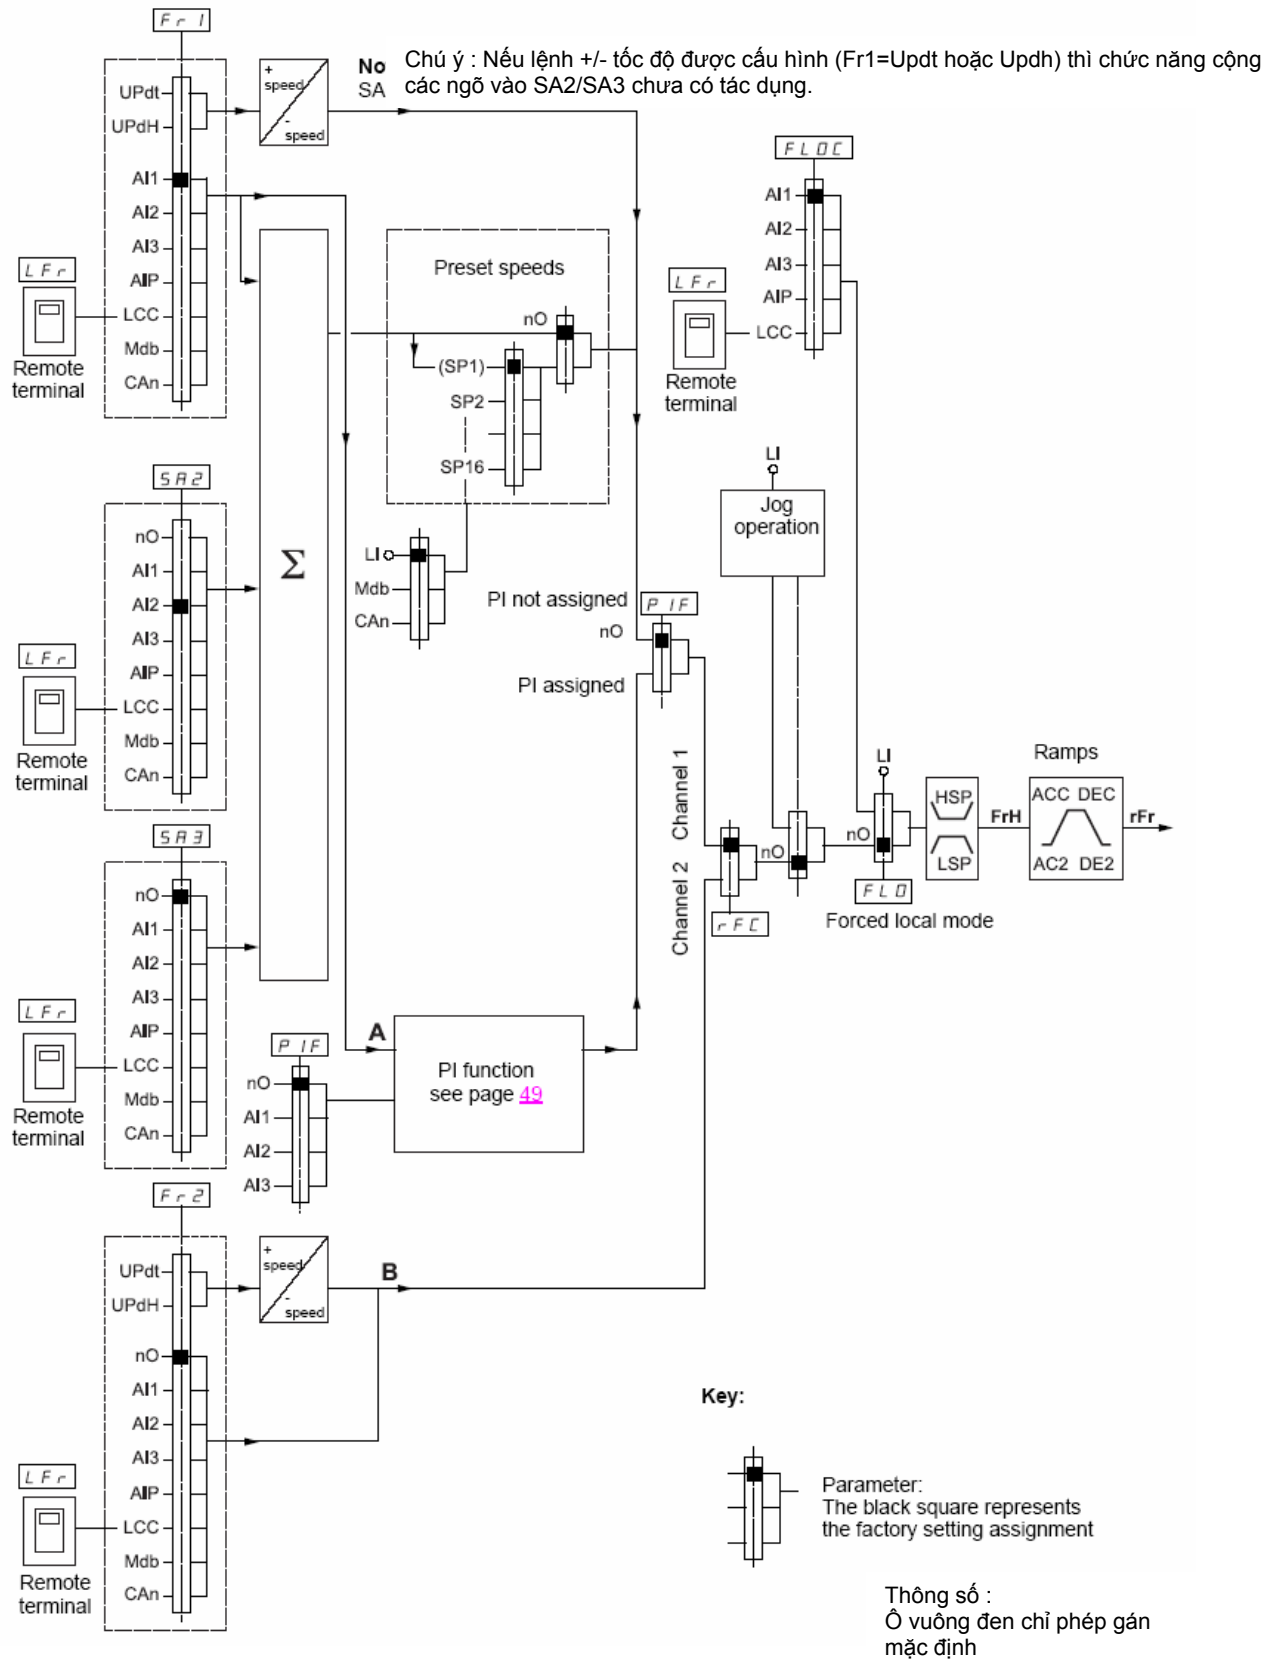 Fr1
No
SA
Chú ý : Nếu lệnh +/- tốc độ được cấu hình (Fr1=Updt hoặc Updh) thì chức năng cộng
các ngõ vào SA2/SA3 chưa có tác dụng.
UPdt
UPdH
+
speed
-
speed
AI1
AI2
AI3
AIP
LCC
Mdb
CAn
LFr
Remote
terminal
Preset speeds
nO
(SP1)
SP2
SP16
LI
Mdb
CAn
FLOC
AI1
AI2
AI3
AIP
LCC
LFr
Remote
terminal
SA2
nO
AI1
AI2
AI3
AIP
LCC
Mdb
CAn
LFr
Remote
terminal
Σ
LI
Jog
operation
PI not assigned
PIF
nO
PI assigned
Channel 1
Channel 2
rFC
nO
nO
LI
FLO
Forced local mode
HSP
LSP
FrH
Ramps
ACC DEC
AC2 DE2
rFr
SA3
nO
AI1
AI2
AI3
AIP
LCC
Mdb
CAn
LFr
Remote
terminal
A
PIF
nO
AI1
AI2
AI3
PI function
see page 49
Fr2
UPdt
UPdH
+
speed
-
speed
B
nO
AI1
AI2
AI3
AIP
LCC
Mdb
CAn
LFr
Remote
terminal
Key:
Parameter:
The black square represents
the factory setting assignment
Thông số :
Ô vuông đen chỉ phép gán
mặc định